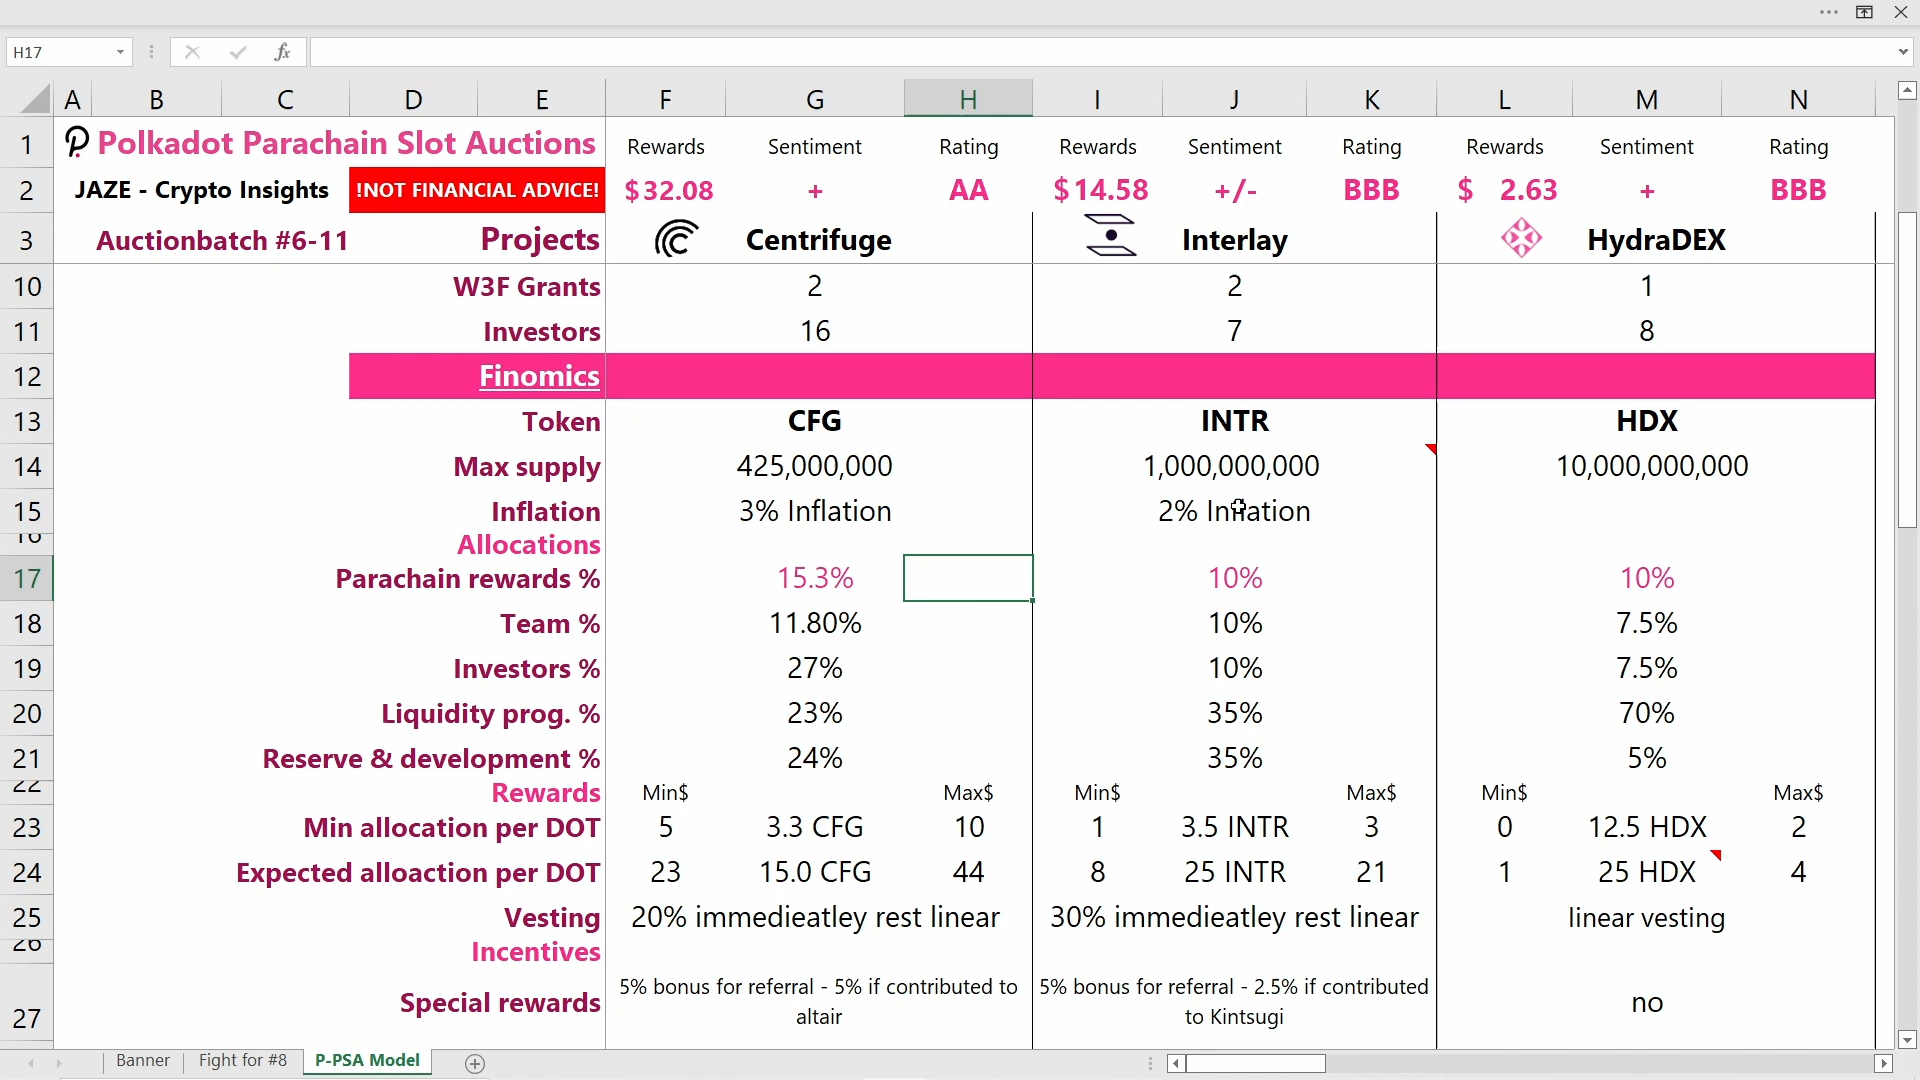 H17
fx
A B C D E F G H I J K L M N
1 Polkadot Parachain Slot Auctions Rewards Sentiment Rating Rewards Sentiment Rating Rewards Sentiment Rating
2 JAZE - Crypto Insights !NOT FINANCIAL ADVICE! $32.08 + AA $14.58 +/- BBB $ 2.63 + BBB
3 Auctionbatch #6-11 Projects Centrifuge Interlay HydraDEX
10 W3F Grants 2 2 1
11 Investors 16 7 8
12 Finomics
13 Token CFG INTR HDX
14 Max supply 425,000,000 1,000,000,000 10,000,000,000
15 Inflation 3% Inflation 2% Inflation
16 Allocations
17 Parachain rewards % 15.3% 10% 10%
18 Team % 11.80% 10% 7.5%
19 Investors % 27% 10% 7.5%
20 Liquidity prog. % 23% 35% 70%
21 Reserve & development % 24% 35% 5%
22 Rewards Min$ Max$ Min$ Max$ Min$ Max$
23 Min allocation per DOT 5 3.3 CFG 10 1 3.5 INTR 3 0 12.5 HDX 2
24 Expected alloaction per DOT 23 15.0 CFG 44 8 25 INTR 21 1 25 HDX 4
25 Vesting 20% immedieatley rest linear 30% immedieatley rest linear linear vesting
26 Incentives
27 Special rewards 5% bonus for referral - 5% if contributed to altair 5% bonus for referral - 2.5% if contributed to Kintsugi no
Banner Fight for #8 P-PSA Model